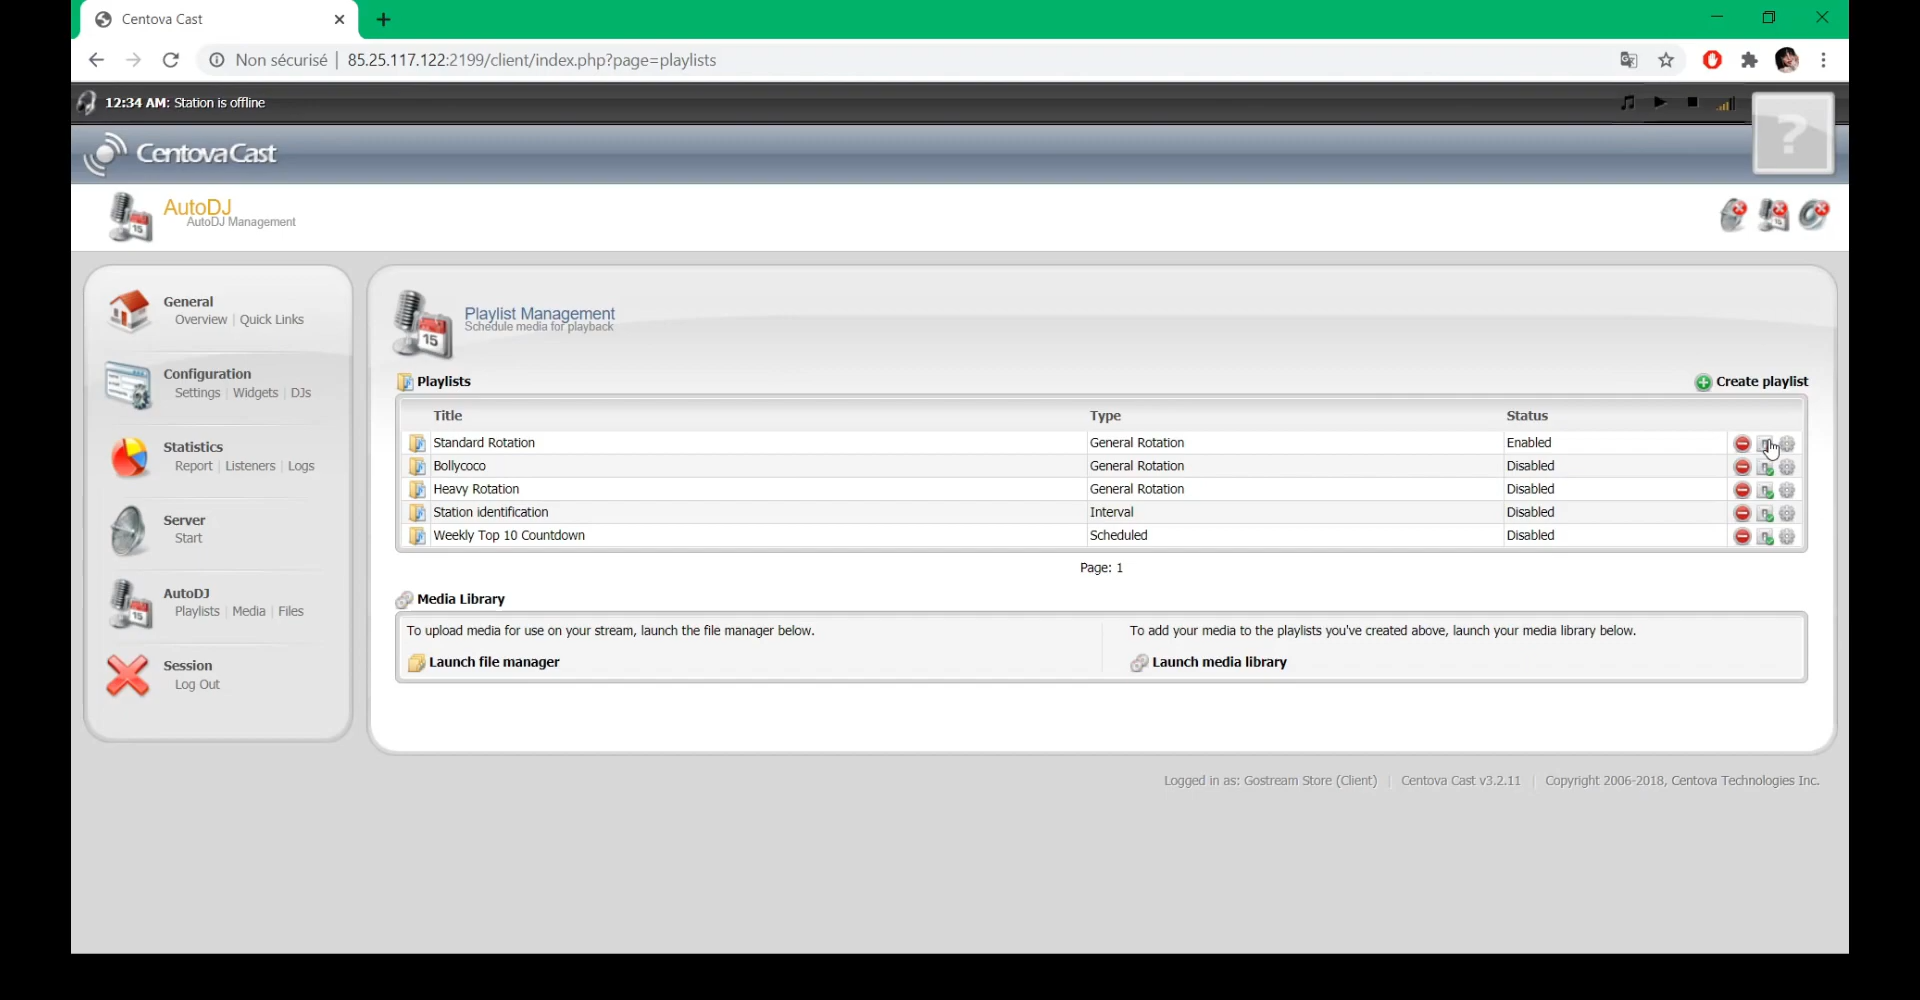 Centova Cast
Non sécurisé | 85.25.117.122:2199/client/index.php?page=playlists
12:34 AM: Station is offline
CentovaCast
?
AutoDJ
AutoDJ Management
General
Overview | Quick Links
Configuration
Settings | Widgets | DJs
Statistics
Report | Listeners | Logs
Server
Start
AutoDJ
Playlists | Media | Files
Session
Log Out
15
Playlist Management
Schedule media for playback
Playlists
Create playlist
Title Type Status
Standard Rotation General Rotation Enabled
Bollycoco General Rotation Disabled
Heavy Rotation General Rotation Disabled
Station identification Interval Disabled
Weekly Top 10 Countdown Scheduled Disabled
Page: 1
Media Library
To upload media for use on your stream, launch the file manager below.
Launch file manager
To add your media to the playlists you've created above, launch your media library below.
Launch media library
Logged in as: Gostream Store (Client) | Centova Cast v3.2.11 | Copyright 2006-2018, Centova Technologies Inc.